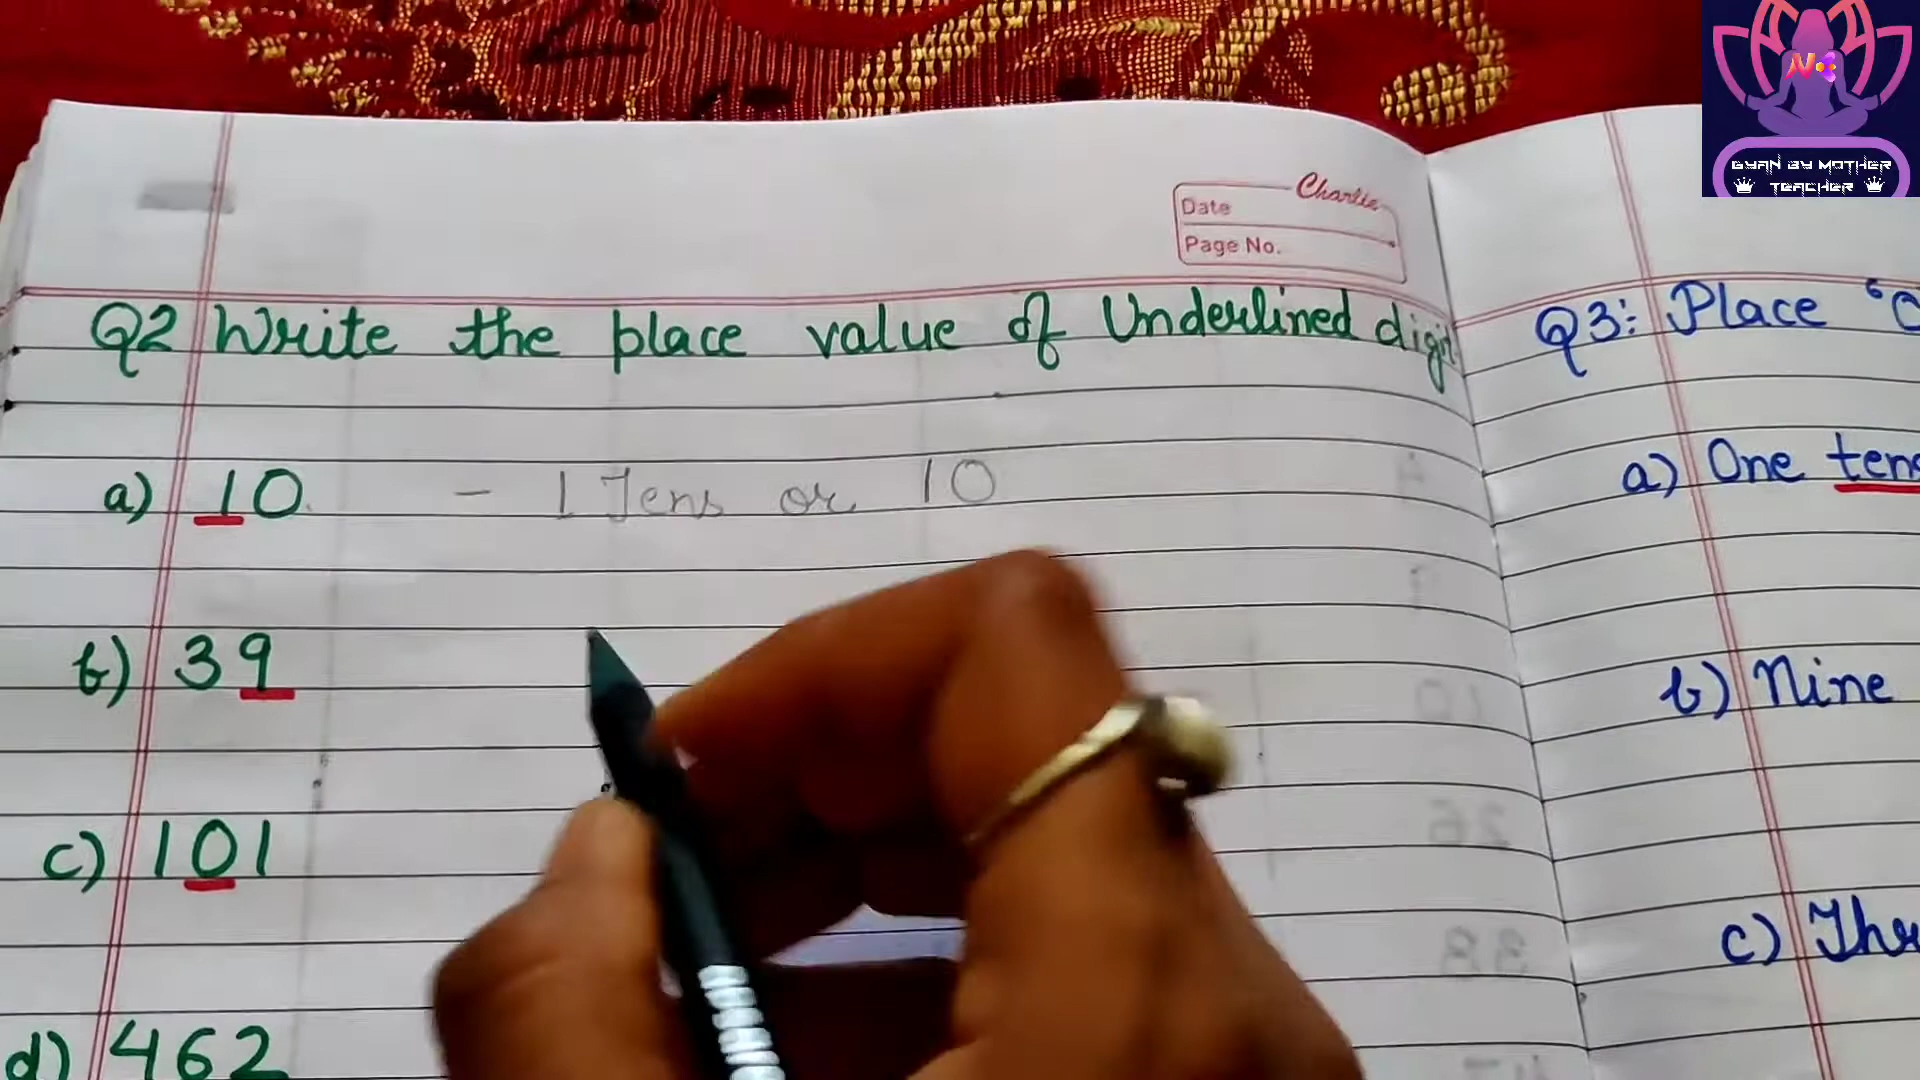 GYAN BY MOTHER
TEACHER
Charlie
Date
Page No.
Q2 Write the place value of Underlined digit
a) 10 - 1 Tens or 10
b) 39
c) 101
d) 462
Q3: Place "C
a) One tens
b) Nine
c) Thr